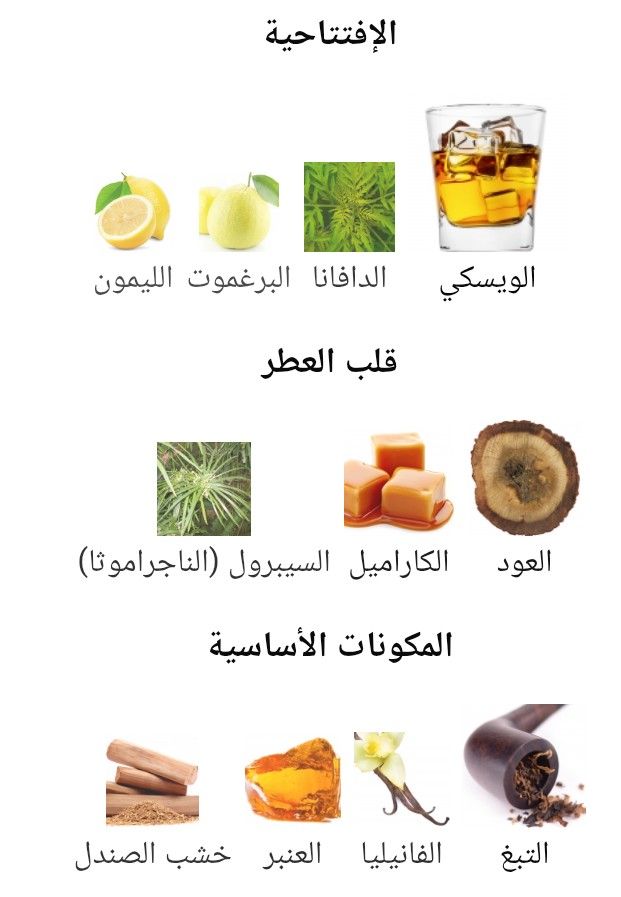 الإفتتاحية
الويسكي الدافانا البرغموت الليمون
قلب العطر
العود الكاراميل السيبرول (الناجراموثا)
المكونات الأساسية
التبغ الفانيليا العنبر خشب الصندل